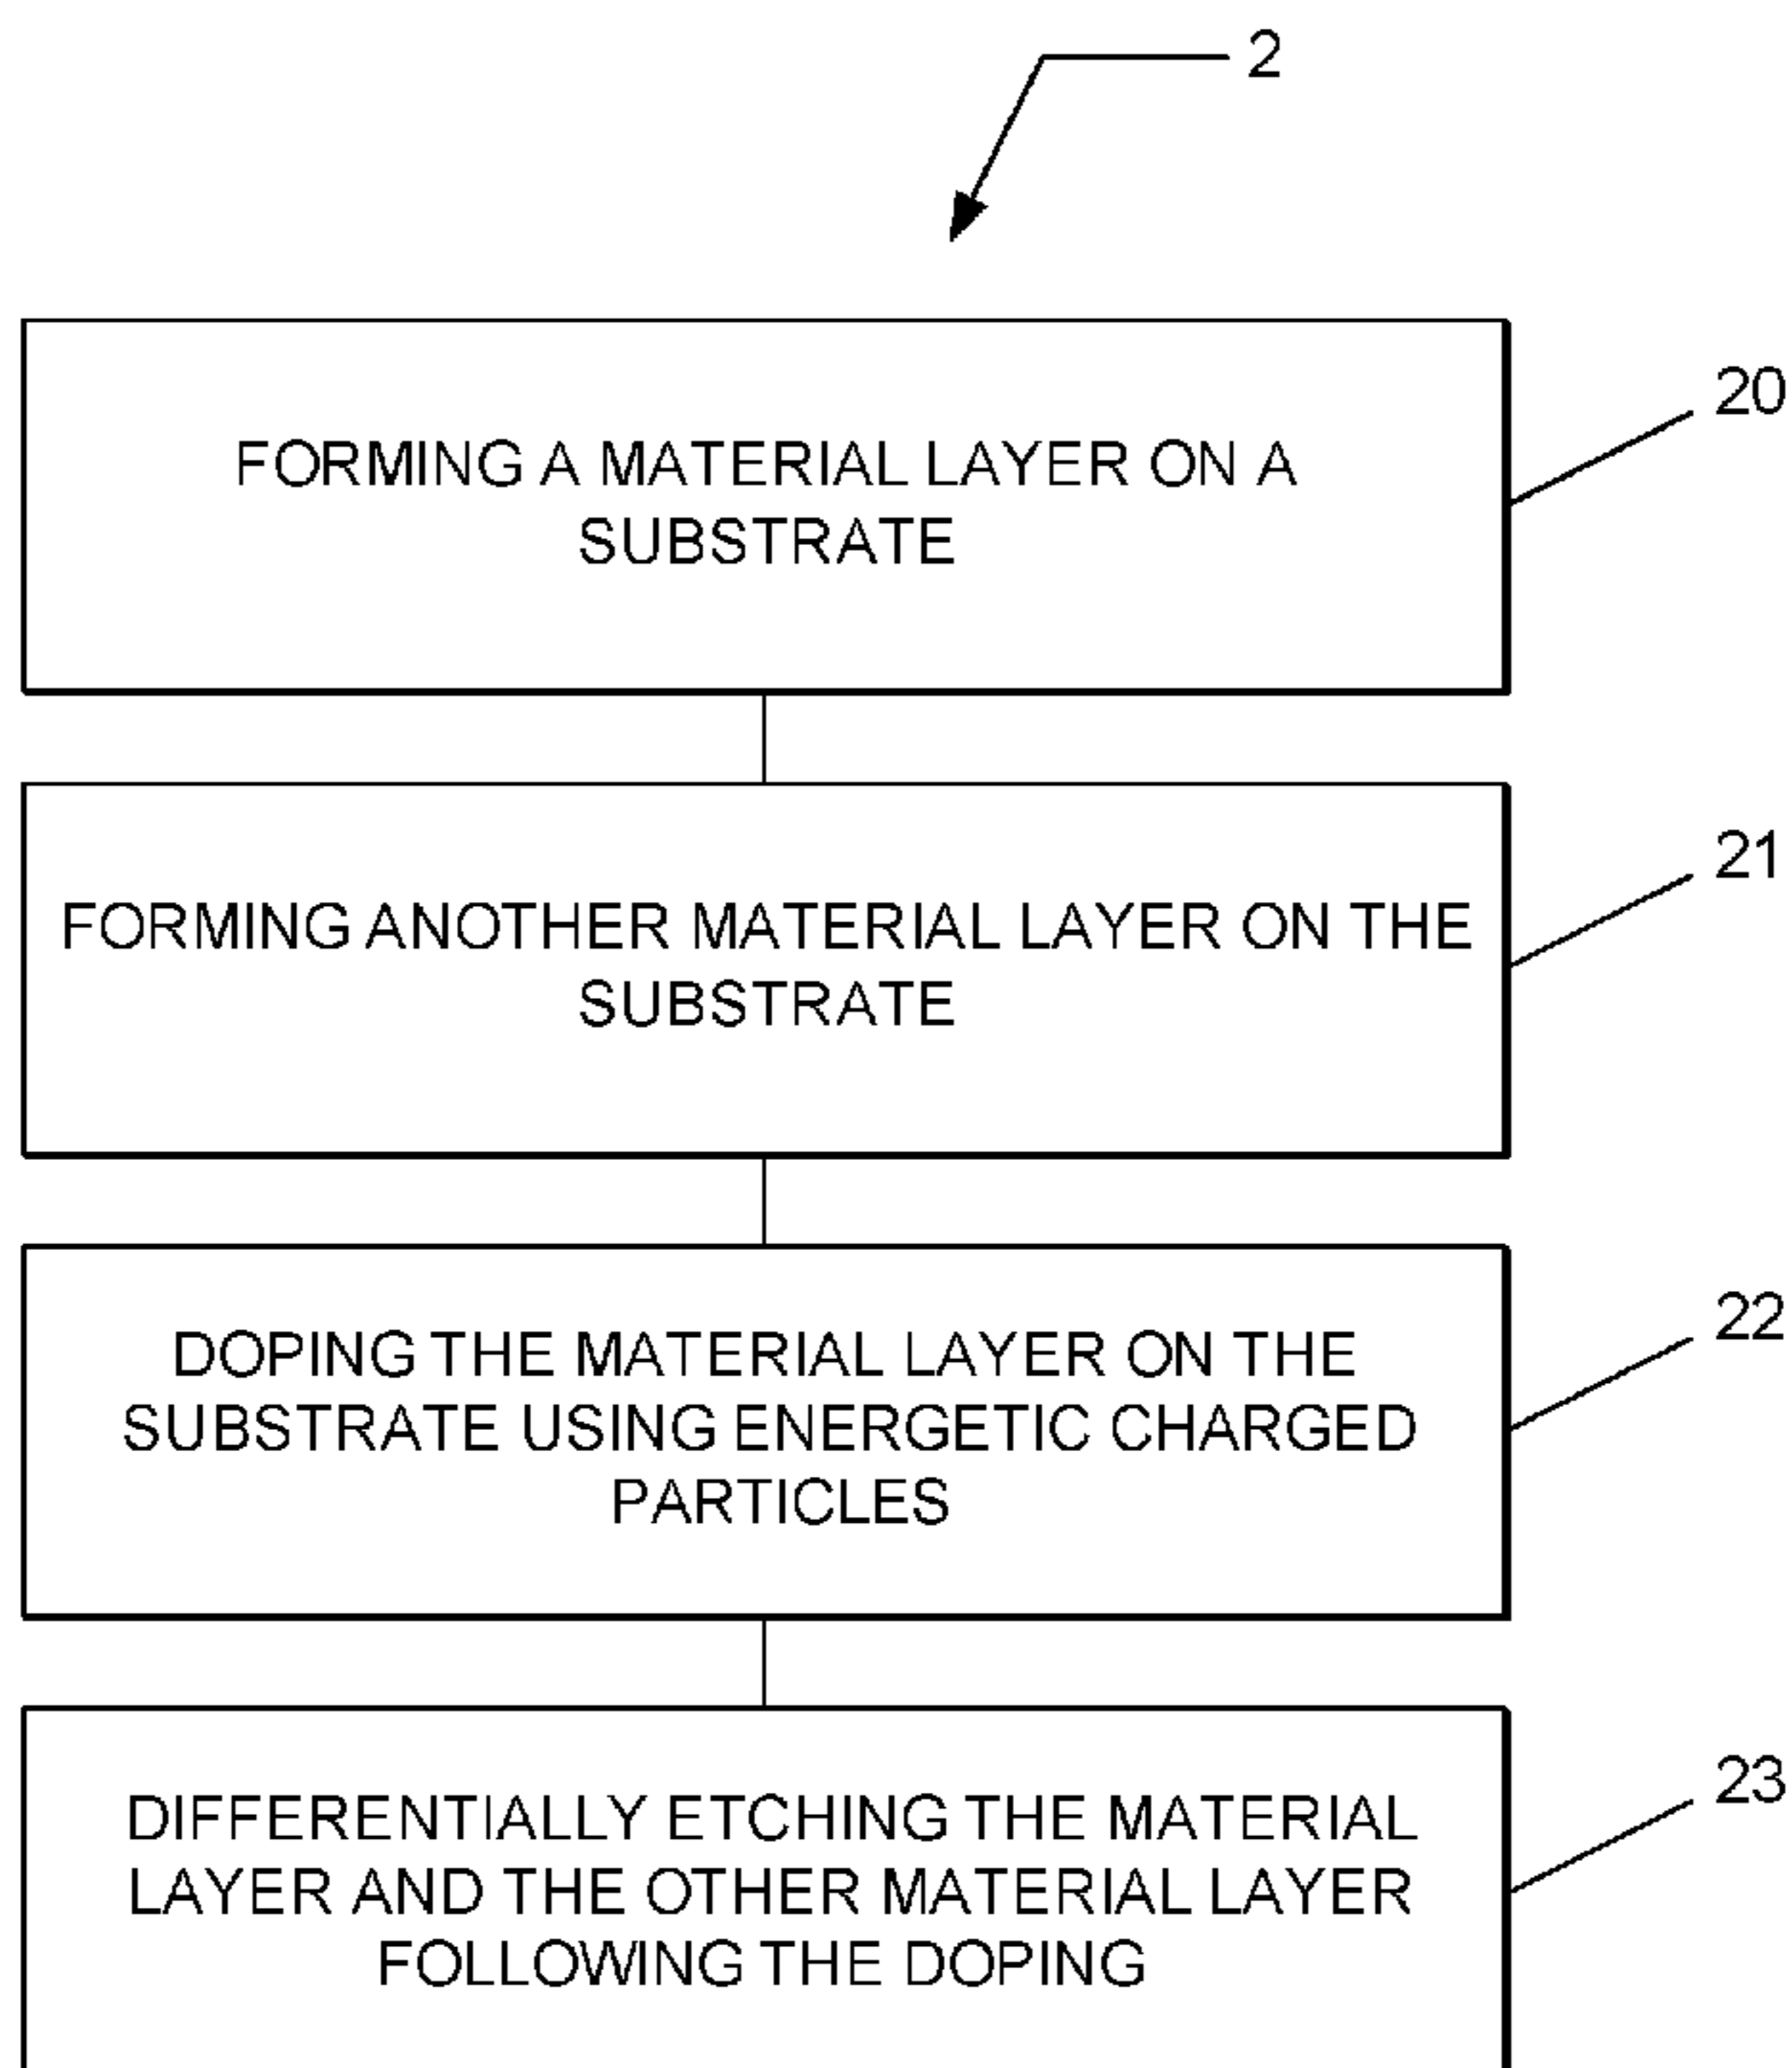 2
FORMING A MATERIAL LAYER ON A
SUBSTRATE
20
FORMING ANOTHER MATERIAL LAYER ON THE
SUBSTRATE
21
DOPING THE MATERIAL LAYER ON THE
SUBSTRATE USING ENERGETIC CHARGED
PARTICLES
22
DIFFERENTIALLY ETCHING THE MATERIAL
LAYER AND THE OTHER MATERIAL LAYER
FOLLOWING THE DOPING
23